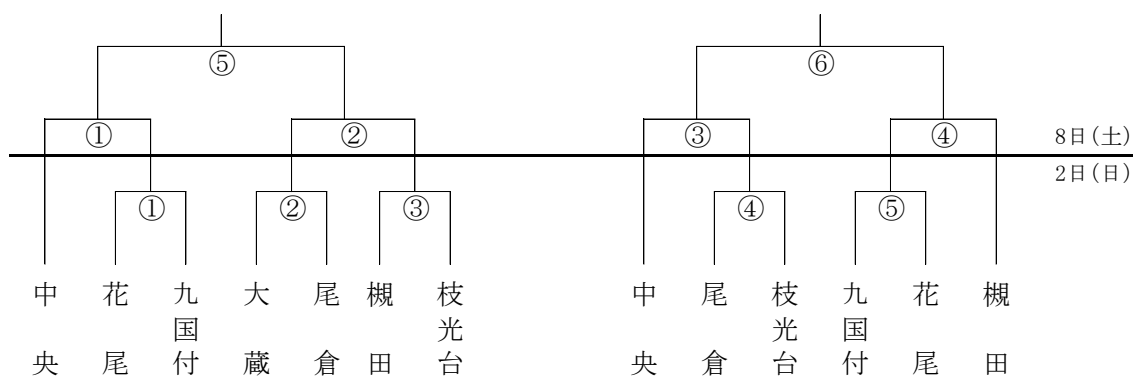 ⑤ ⑥
① ② ③ ④ 8日(土)
2日(日)
① ② ③ ④ ⑤
中央 花尾 九国付 大蔵 尾倉 槻田 枝光台 中央 尾倉 枝光台 九国付 花尾 槻田